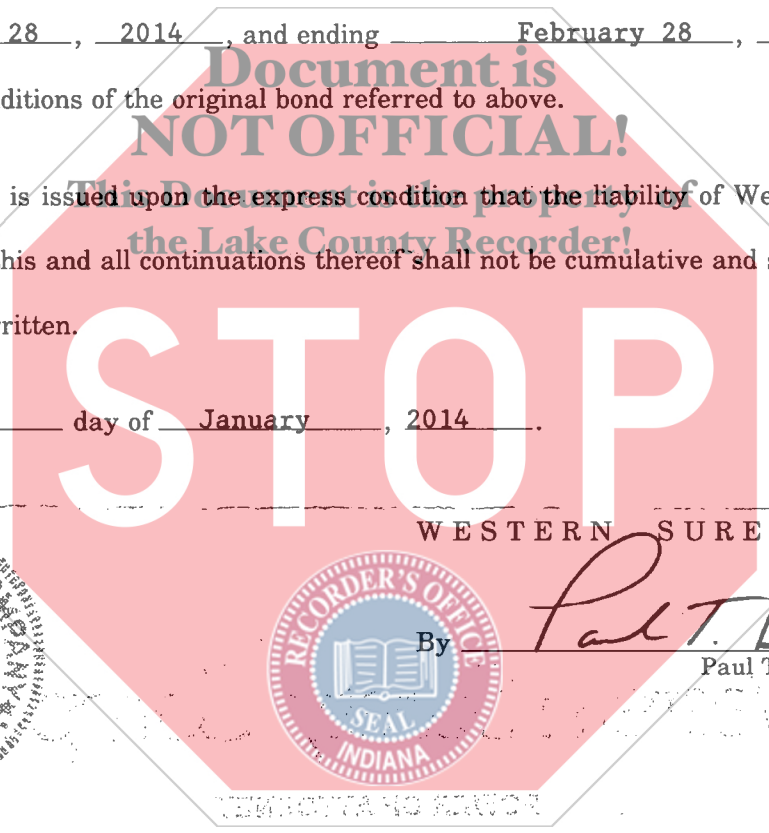 28 , 2014 , and ending February 28 ,
Document is
ditions of the original bond referred to above.
NOT OFFICIAL!
is issued upon the express condition that the liability of We
This Document is the property of
the Lake County Recorder!
his and all continuations thereof shall not be cumulative and s
ritten.
STOP
day of January , 2014 .
WESTERN SURE
RECORDER'S OFFICE
By Paul T.
Paul T
SEAL
INDIANA